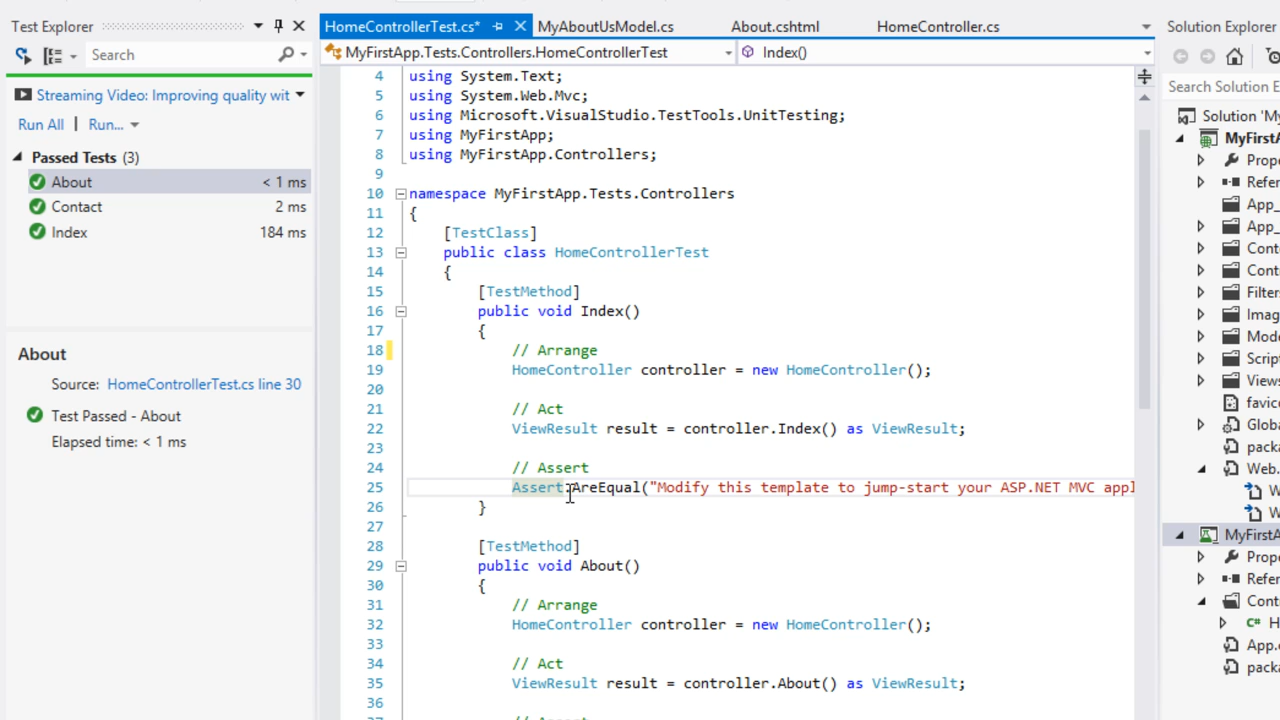 Test Explorer
Search
Streaming Video: Improving quality wit
Run All | Run...
Passed Tests (3)
About < 1 ms
Contact 2 ms
Index 184 ms
About
Source: HomeControllerTest.cs line 30
Test Passed - About
Elapsed time: < 1 ms
HomeControllerTest.cs* MyAboutUsModel.cs About.cshtml HomeController.cs
MyFirstApp.Tests.Controllers.HomeControllerTest Index()
4 using System.Text;
5 using System.Web.Mvc;
6 using Microsoft.VisualStudio.TestTools.UnitTesting;
7 using MyFirstApp;
8 using MyFirstApp.Controllers;
9
10 namespace MyFirstApp.Tests.Controllers
11 {
12 [TestClass]
13 public class HomeControllerTest
14 {
15 [TestMethod]
16 public void Index()
17 {
18 // Arrange
19 HomeController controller = new HomeController();
20
21 // Act
22 ViewResult result = controller.Index() as ViewResult;
23
24 // Assert
25 Assert.AreEqual("Modify this template to jump-start your ASP.NET MVC appl
26 }
27
28 [TestMethod]
29 public void About()
30 {
31 // Arrange
32 HomeController controller = new HomeController();
33
34 // Act
35 ViewResult result = controller.About() as ViewResult;
36
Solution Explorer
Search Solution E
Solution 'My
MyFirstA
Prope
Refer
App_
App_
Conte
Contr
Filters
Imag
Mode
Script
Views
favico
Globa
packa
Web.
W
W
MyFirstA
Prope
Refer
Contr
C# H
App.c
packa